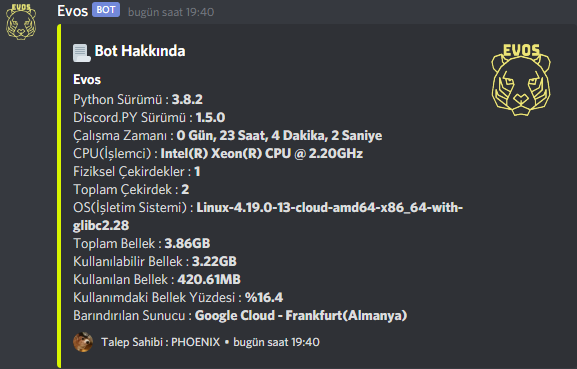 EVOS
Evos BOT bugün saat 19:40
Bot Hakkında
EVOS
Evos
Python Sürümü : 3.8.2
Discord.PY Sürümü : 1.5.0
Çalışma Zamanı : 0 Gün, 23 Saat, 4 Dakika, 2 Saniye
CPU(İşlemci) : Intel(R) Xeon(R) CPU @ 2.20GHz
Fiziksel Çekirdekler : 1
Toplam Çekirdek : 2
OS(İşletim Sistemi) : Linux-4.19.0-13-cloud-amd64-x86_64-with-
glibc2.28
Toplam Bellek : 3.86GB
Kullanılabilir Bellek : 3.22GB
Kullanılan Bellek : 420.61MB
Kullanımdaki Bellek Yüzdesi : %16.4
Barındırılan Sunucu : Google Cloud - Frankfurt(Almanya)
Talep Sahibi : PHOENIX • bugün saat 19:40